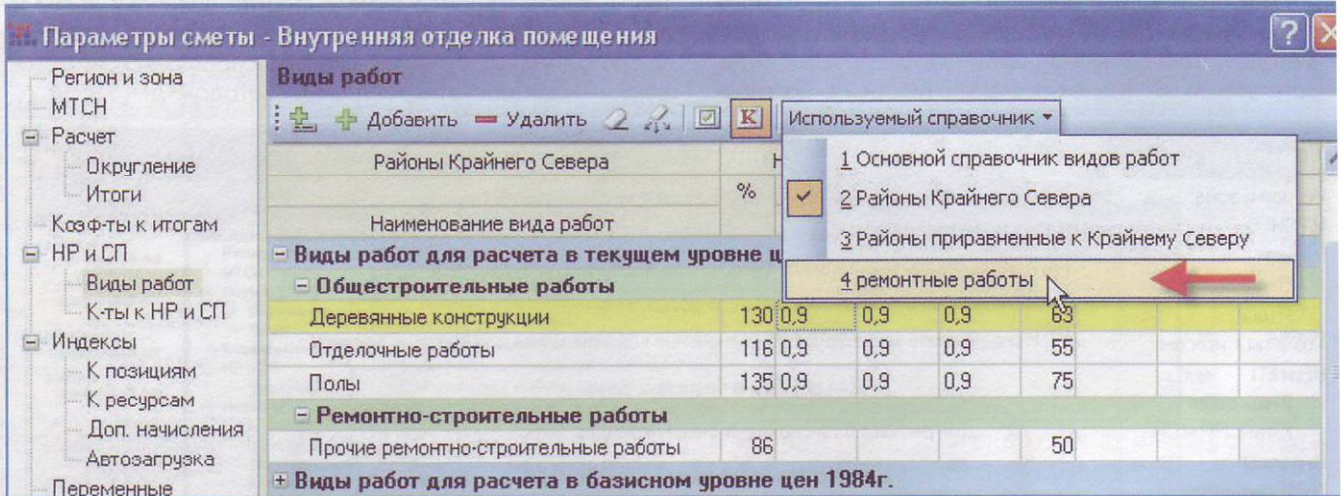 Параметры сметы - Внутренняя отделка помещения
Регион и зона
МТСН
Расчет
Округление
Итоги
Коэф-ты к итогам
НР и СП
Виды работ
К-ты к НР и СП
Индексы
К позициям
К ресурсам
Доп. начисления
Автозагрузка
Переменные
Виды работ
Добавить Удалить К Используемый справочник
1 Основной справочник видов работ
2 Районы Крайнего Севера
3 Районы приравненные к Крайнему Северу
4 ремонтные работы
Районы Крайнего Севера Н
%
Наименование вида работ
Виды работ для расчета в текущем уровне ц
Общестроительные работы
Деревянные конструкции 130 0,9 0,9 0,9 63
Отделочные работы 116 0,9 0,9 0,9 55
Полы 135 0,9 0,9 0,9 75
Ремонтно-строительные работы
Прочие ремонтно-строительные работы 86 50
Виды работ для расчета в базисном уровне цен 1984г.